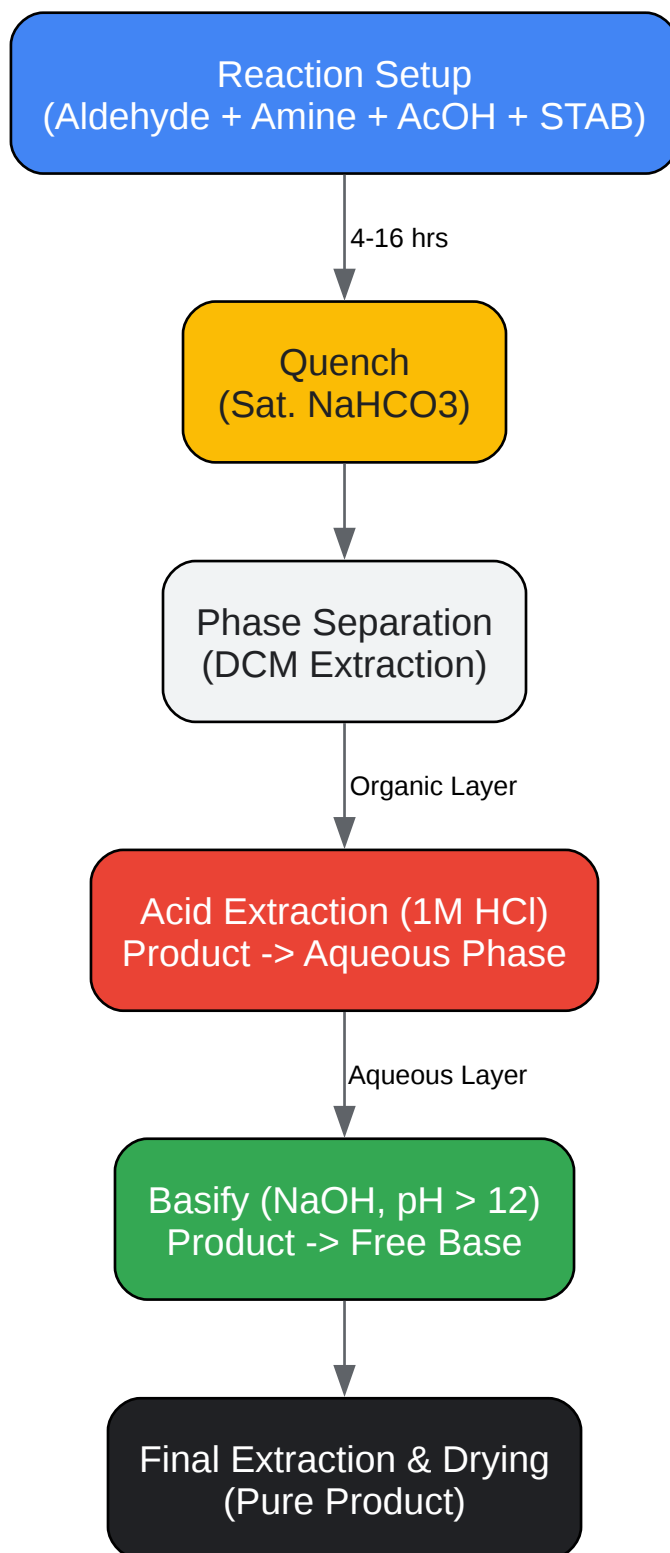 Reaction Setup
(Aldehyde + Amine + AcOH + STAB)
4-16 hrs
Quench
(Sat. NaHCO3)
Phase Separation
(DCM Extraction)
Organic Layer
Acid Extraction (1M HCl)
Product -> Aqueous Phase
Aqueous Layer
Basify (NaOH, pH > 12)
Product -> Free Base
Final Extraction & Drying
(Pure Product)